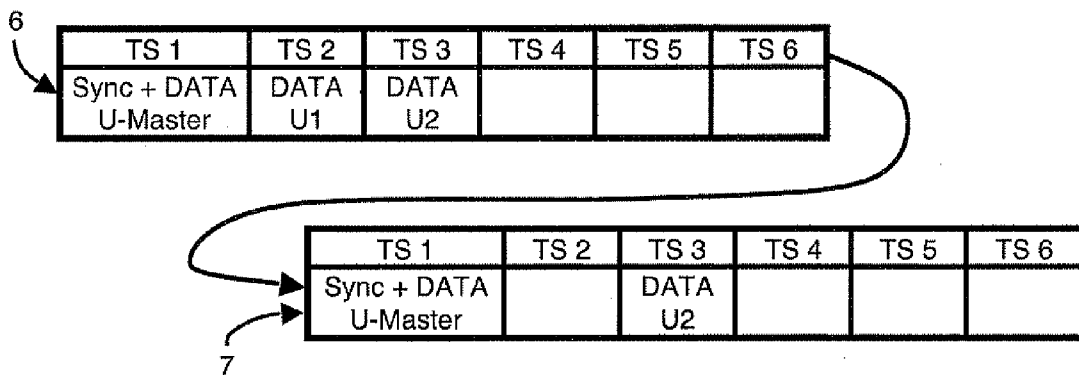 6
TS 1 TS 2 TS 3 TS 4 TS 5 TS 6
Sync + DATA DATA DATA
U-Master U1 U2
TS 1 TS 2 TS 3 TS 4 TS 5 TS 6
Sync + DATA DATA
U-Master U2
7